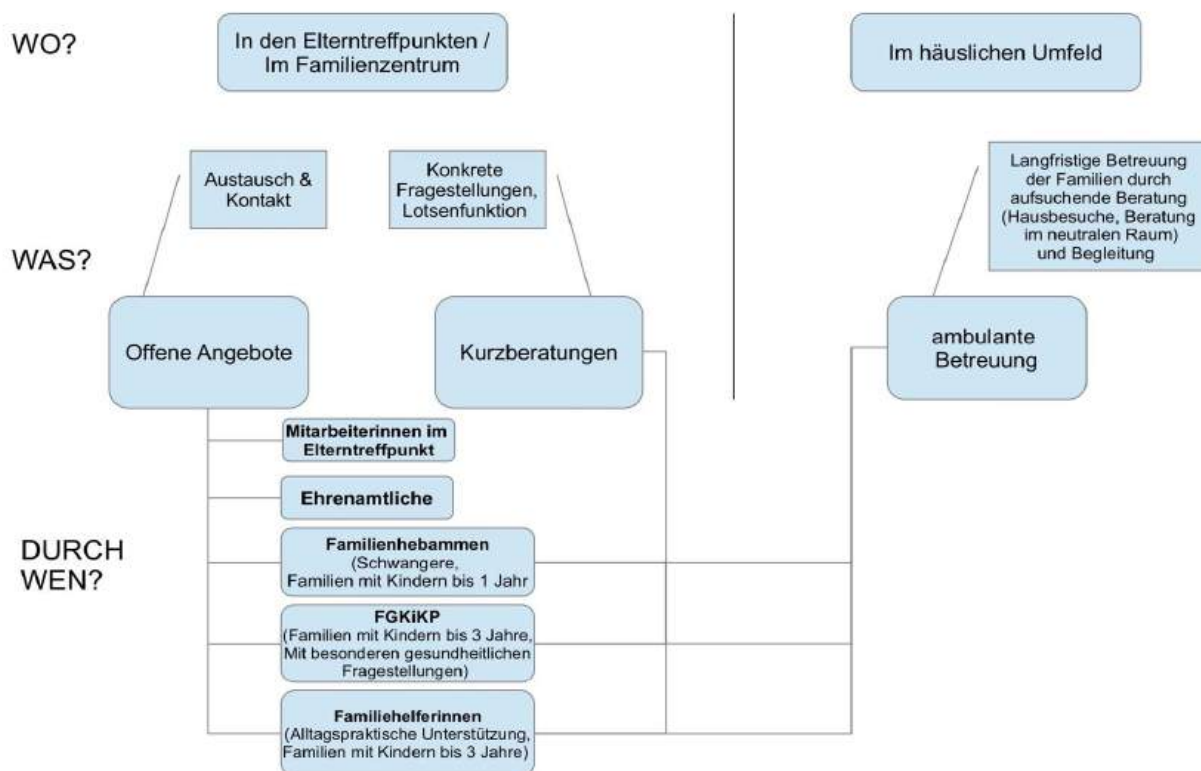 WO?
In den Elterntreffpunkten /
Im Familienzentrum
Im häuslichen Umfeld
WAS?
Austausch &
Kontakt
Konkrete
Fragestellungen,
Lotsenfunktion
Langfristige Betreuung
der Familien durch
aufsuchende Beratung
(Hausbesuche, Beratung
im neutralen Raum)
und Begleitung
Offene Angebote
Kurzberatungen
ambulante
Betreuung
DURCH
WEN?
Mitarbeiterinnen im
Elterntreffpunkt
Ehrenamtliche
Familienhebammen
(Schwangere,
Familien mit Kindern bis 1 Jahr
FGKiKP
(Familien mit Kindern bis 3 Jahre,
Mit besonderen gesundheitlichen
Fragestellungen)
Familiehelferinnen
(Alltagspraktische Unterstützung,
Familien mit Kindern bis 3 Jahre)